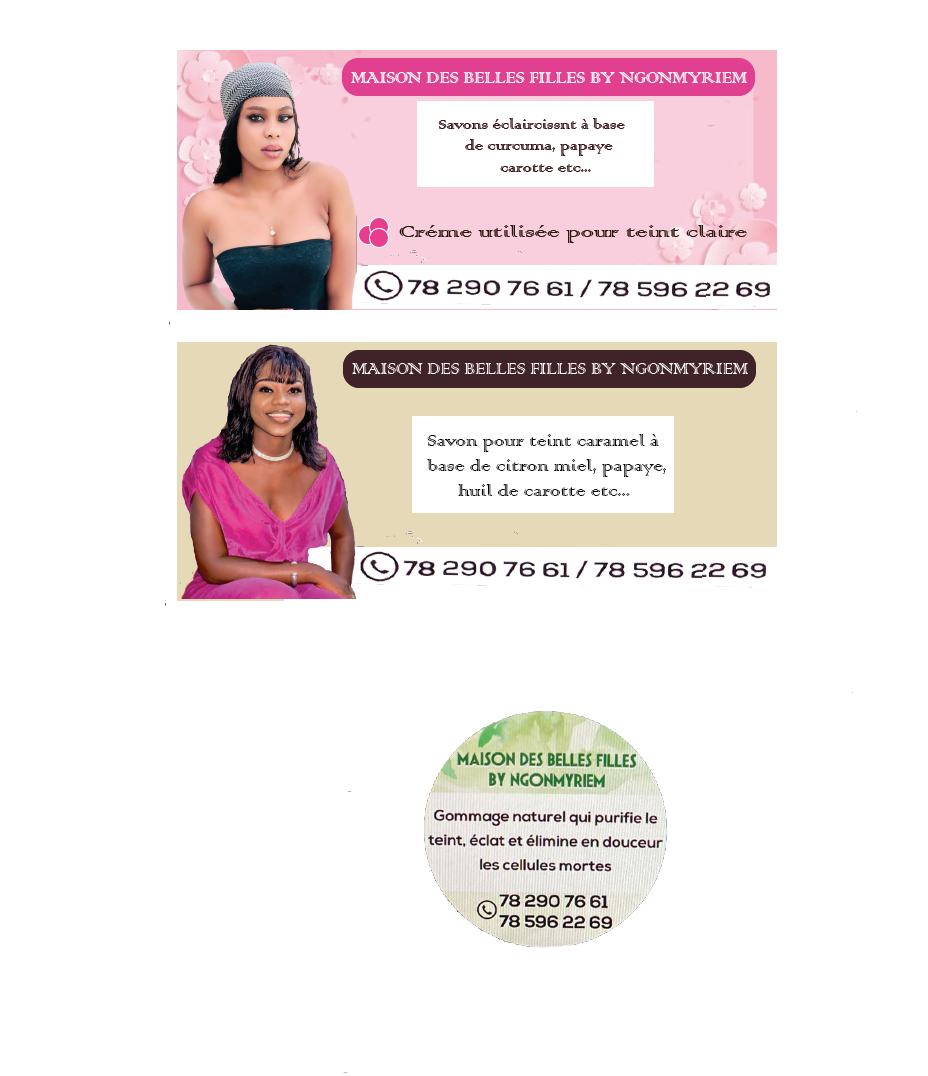 MAISON DES BELLES FILLES BY NGONMYRIEM
Savons éclaircissnt à base
de curcuma, papaye
carotte etc...
Créme utilisée pour teint claire
78 290 76 61 / 78 596 22 69
MAISON DES BELLES FILLES BY NGONMYRIEM
Savon pour teint caramel à
base de citron miel, papaye,
huil de carotte etc...
78 290 76 61 / 78 596 22 69
MAISON DES BELLES FILLES
BY NGONMYRIEM
Gommage naturel qui purifie le
teint, éclat et élimine en douceur
les cellules mortes
78 290 76 61
78 596 22 69